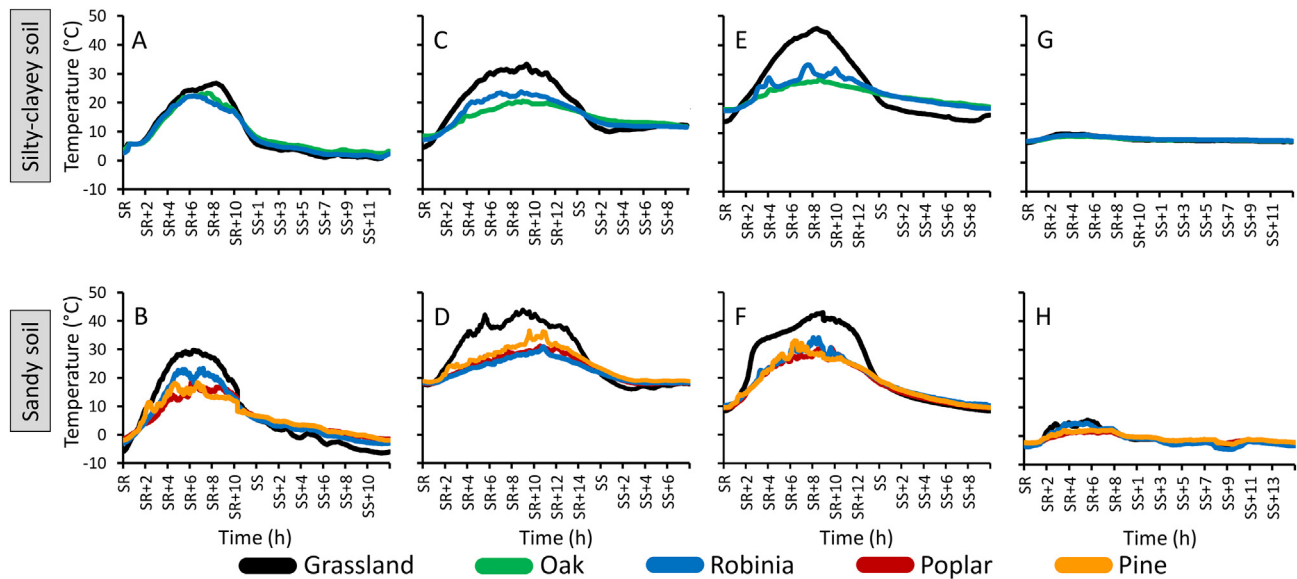 Silty-clayey soil
Temperature (°C)
50
40
30
20
10
0
-10
A
SR
SR+2
SR+4
SR+6
SR+8
SR+10
SS+1
SS+3
SS+5
SS+7
SS+9
SS+11
C
SR
SR+2
SR+4
SR+6
SR+8
SR+10
SR+12
SS
SS+2
SS+4
SS+6
SS+8
E
SR
SR+2
SR+4
SR+6
SR+8
SR+10
SR+12
SS
SS+2
SS+4
SS+6
SS+8
G
SR
SR+2
SR+4
SR+6
SR+8
SR+10
SS+1
SS+3
SS+5
SS+7
SS+9
SS+11
Sandy soil
Temperature (°C)
50
40
30
20
10
0
-10
B
SR
SR+2
SR+4
SR+6
SR+8
SR+10
SS
SS+2
SS+4
SS+6
SS+8
SS+10
D
SR
SR+2
SR+4
SR+6
SR+8
SR+10
SR+12
SR+14
SS
SS+2
SS+4
SS+6
F
SR
SR+2
SR+4
SR+6
SR+8
SR+10
SR+12
SS
SS+2
SS+4
SS+6
SS+8
H
SR
SR+2
SR+4
SR+6
SR+8
SS+1
SS+3
SS+5
SS+7
SS+9
SS+11
SS+13
Time (h)
Time (h)
Time (h)
Time (h)
Grassland
Oak
Robinia
Poplar
Pine